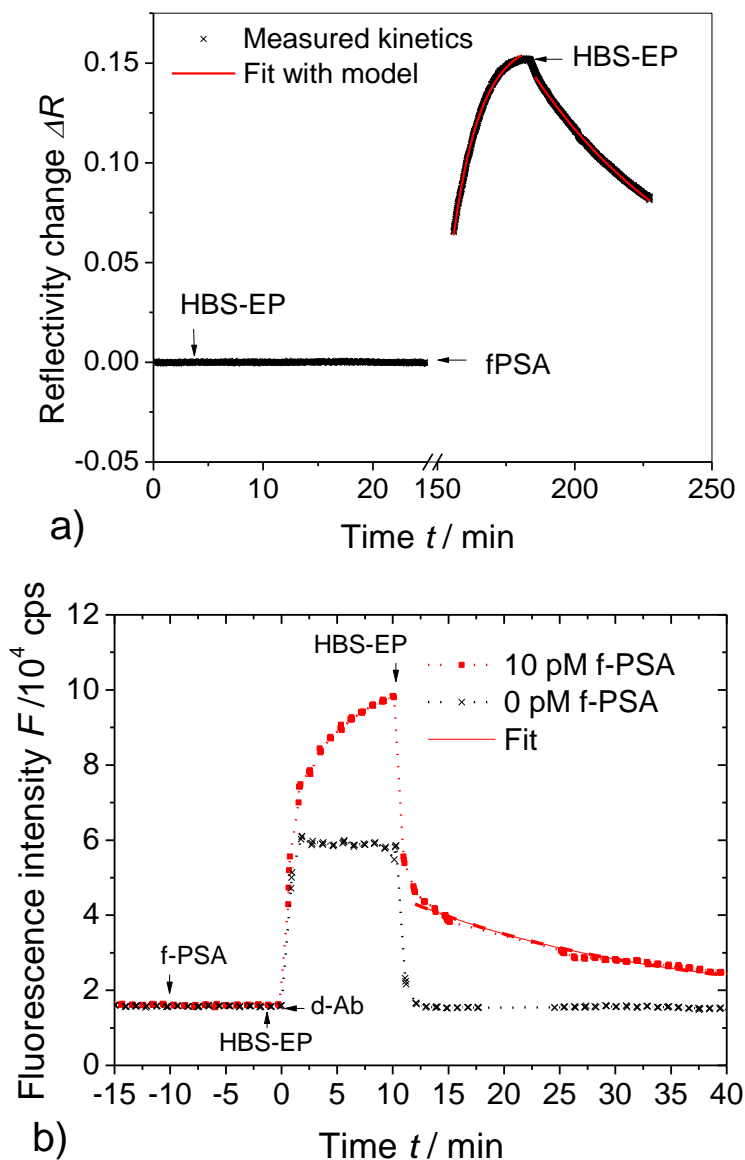 Measured kinetics
Fit with model
HBS-EP
HBS-EP
fPSA
Reflectivity change ΔR
0.15
0.10
0.05
0.00
-0.05
0 10 20 150 200 250
Time t / min
a)
Fluorescence intensity F /10⁴ cps
12
10
8
6
4
2
0
HBS-EP
10 pM f-PSA
0 pM f-PSA
Fit
f-PSA
d-Ab
HBS-EP
-15 -10 -5 0 5 10 15 20 25 30 35 40
Time t / min
b)